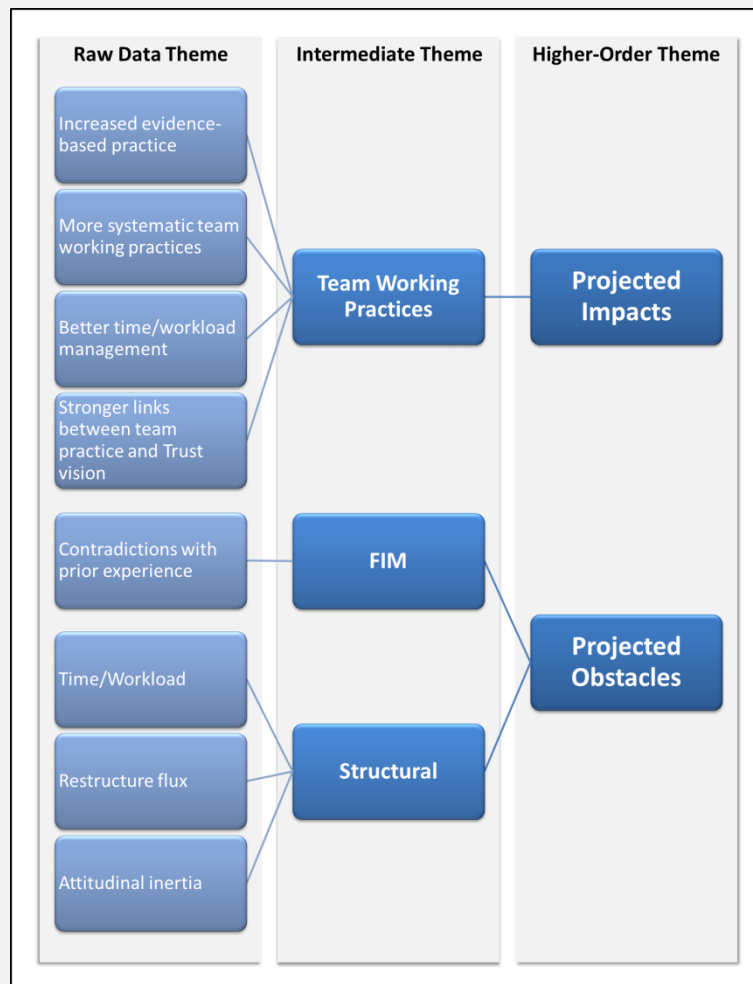 Raw Data Theme
Intermediate Theme
Higher-Order Theme
Increased evidence-
based practice
More systematic team
working practices
Better time/workload
management
Stronger links
between team
practice and Trust
vision
Team Working
Practices
Projected
Impacts
Contradictions with
prior experience
FIM
Time/Workload
Restructure flux
Attitudinal inertia
Structural
Projected
Obstacles